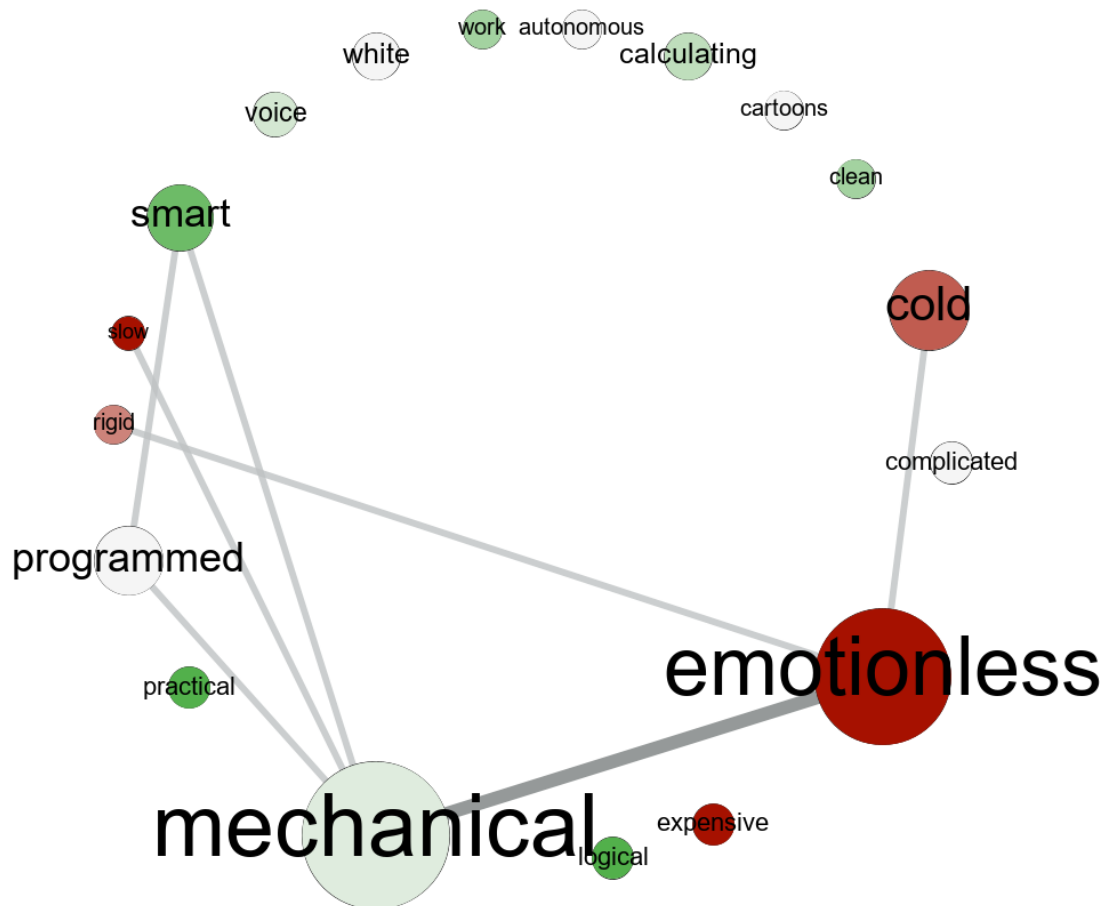 work
autonomous
white
calculating
voice
cartoons
clean
smart
cold
slow
rigid
complicated
programmed
emotionless
practical
mechanical
expensive
logical